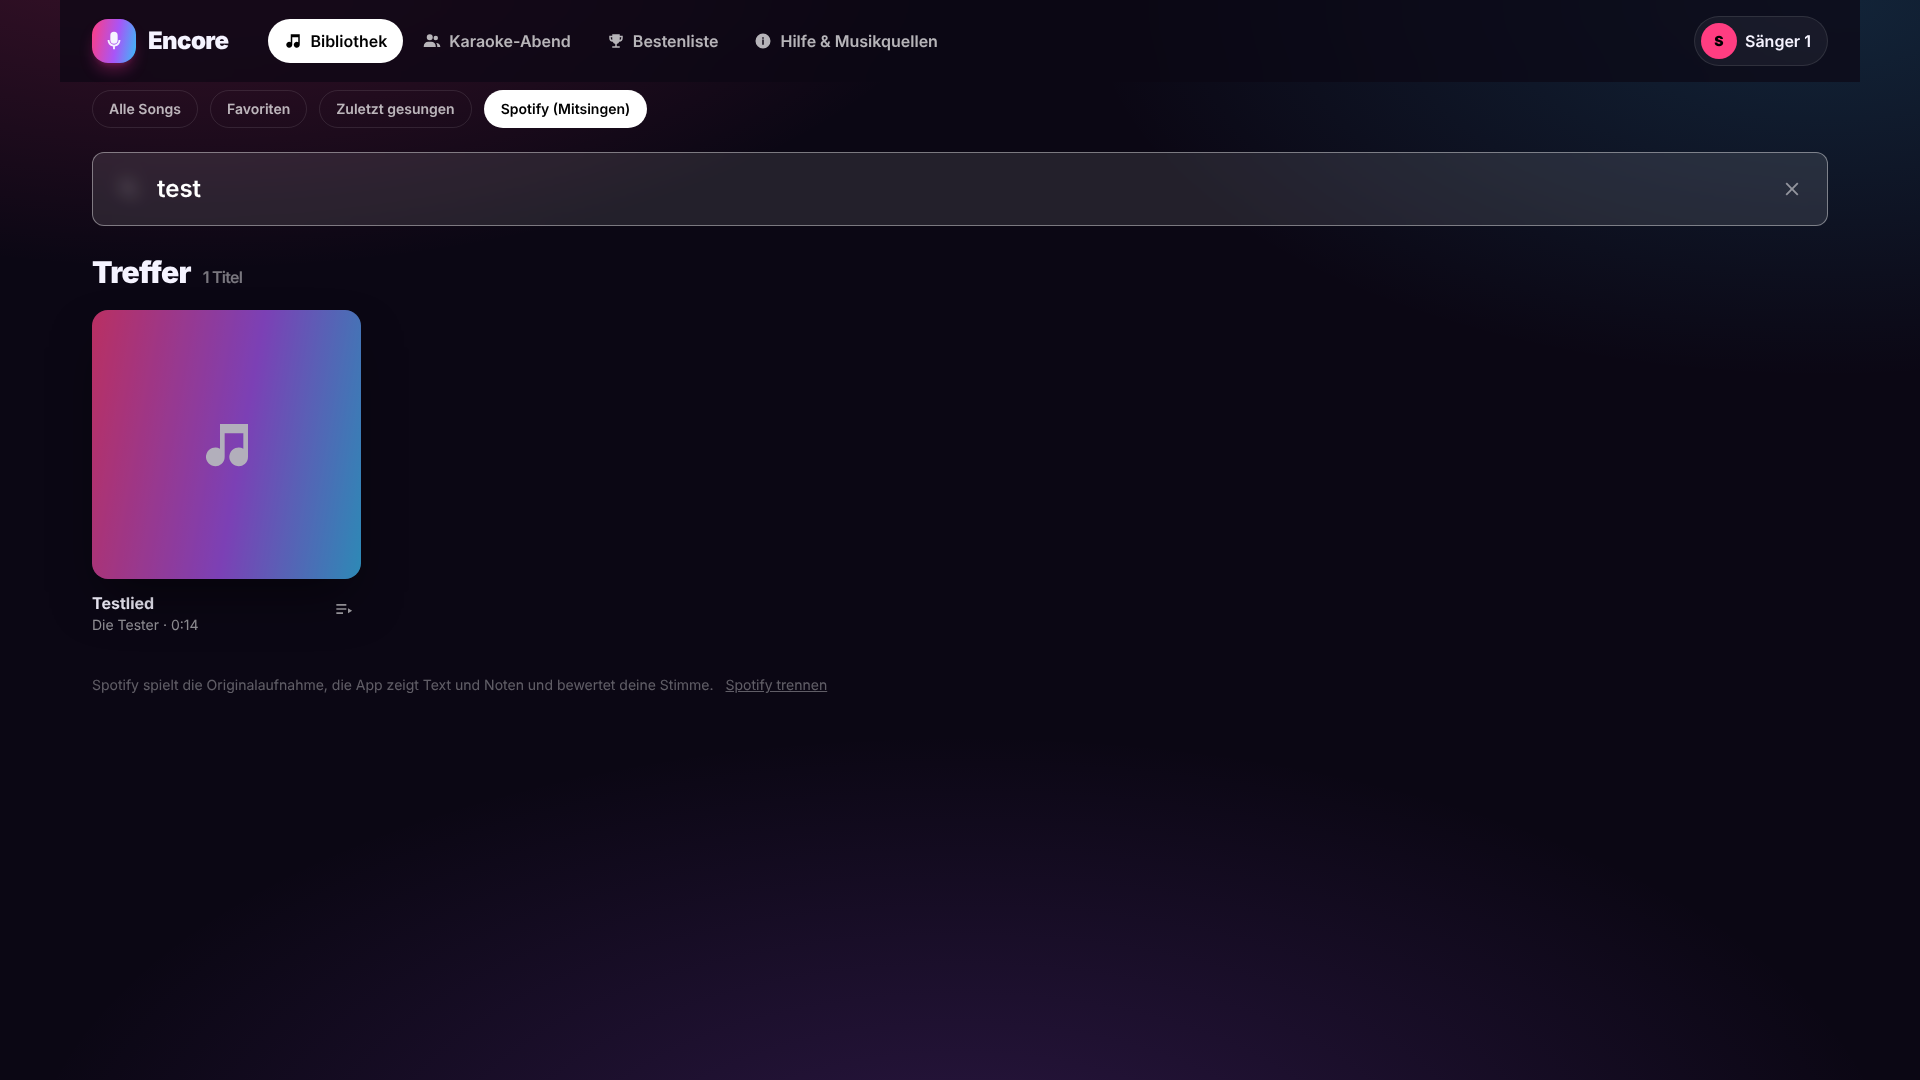 Encore
Bibliothek
Karaoke-Abend
Bestenliste
Hilfe & Musikquellen
S
Sänger 1
Alle Songs
Favoriten
Zuletzt gesungen
Spotify (Mitsingen)
test
Treffer 1 Titel
Testlied
Die Tester · 0:14
Spotify spielt die Originalaufnahme, die App zeigt Text und Noten und bewertet deine Stimme. Spotify trennen